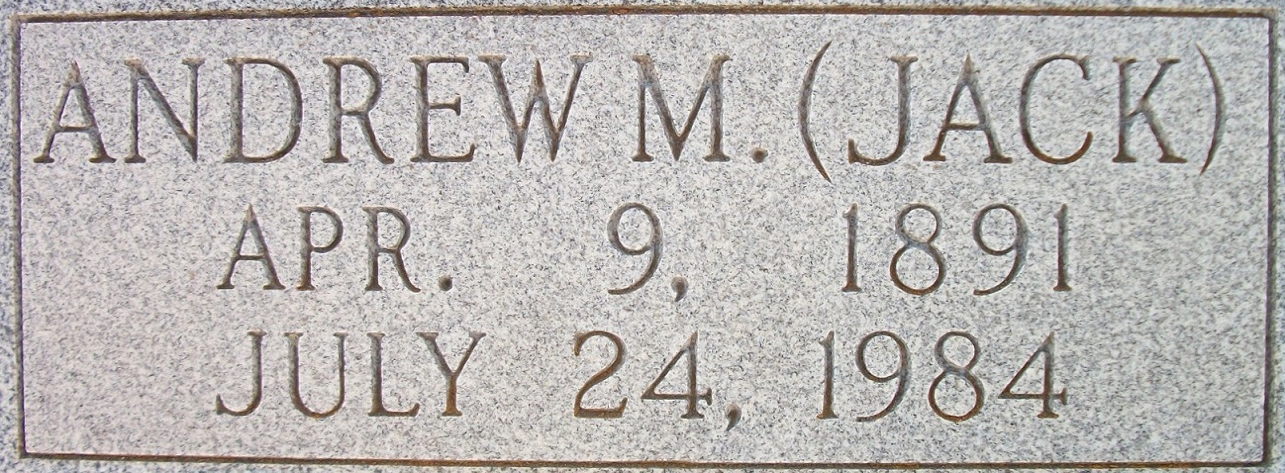 ANDREW M. (JACK)
APR. 9, 1891
JULY 24, 1984